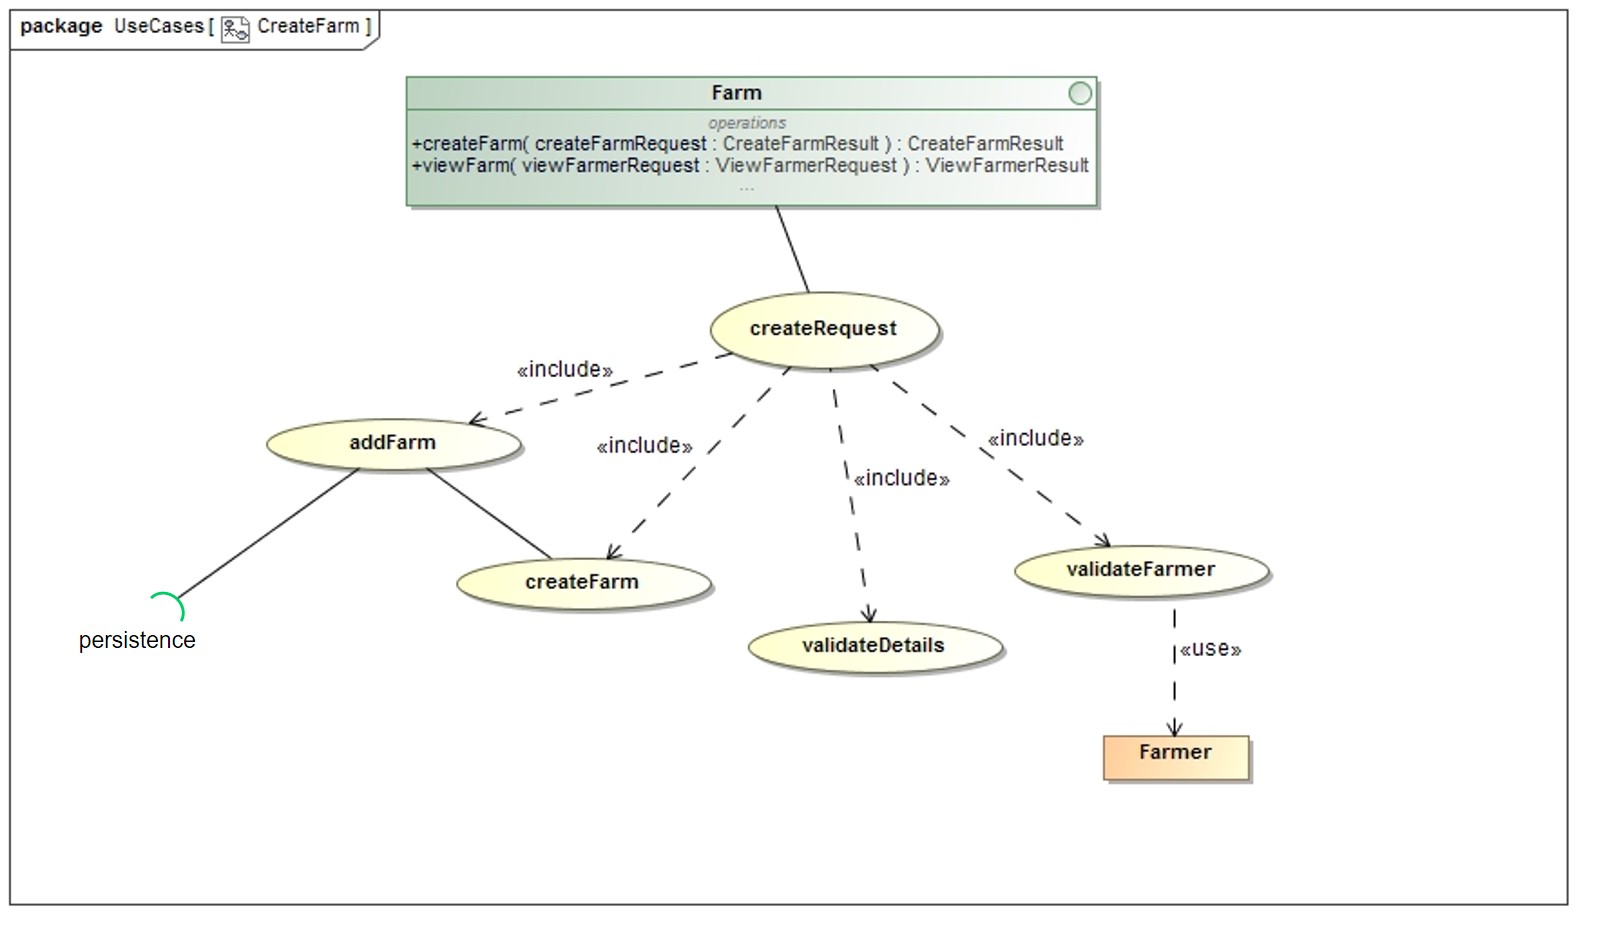 package UseCases [ CreateFarm ]
Farm
operations
+createFarm( createFarmRequest : CreateFarmResult ) : CreateFarmResult
+viewFarm( viewFarmerRequest : ViewFarmerRequest ) : ViewFarmerResult
...
createRequest
«include»
addFarm
«include»
«include»
«include»
createFarm
validateFarmer
persistence
validateDetails
«use»
Farmer